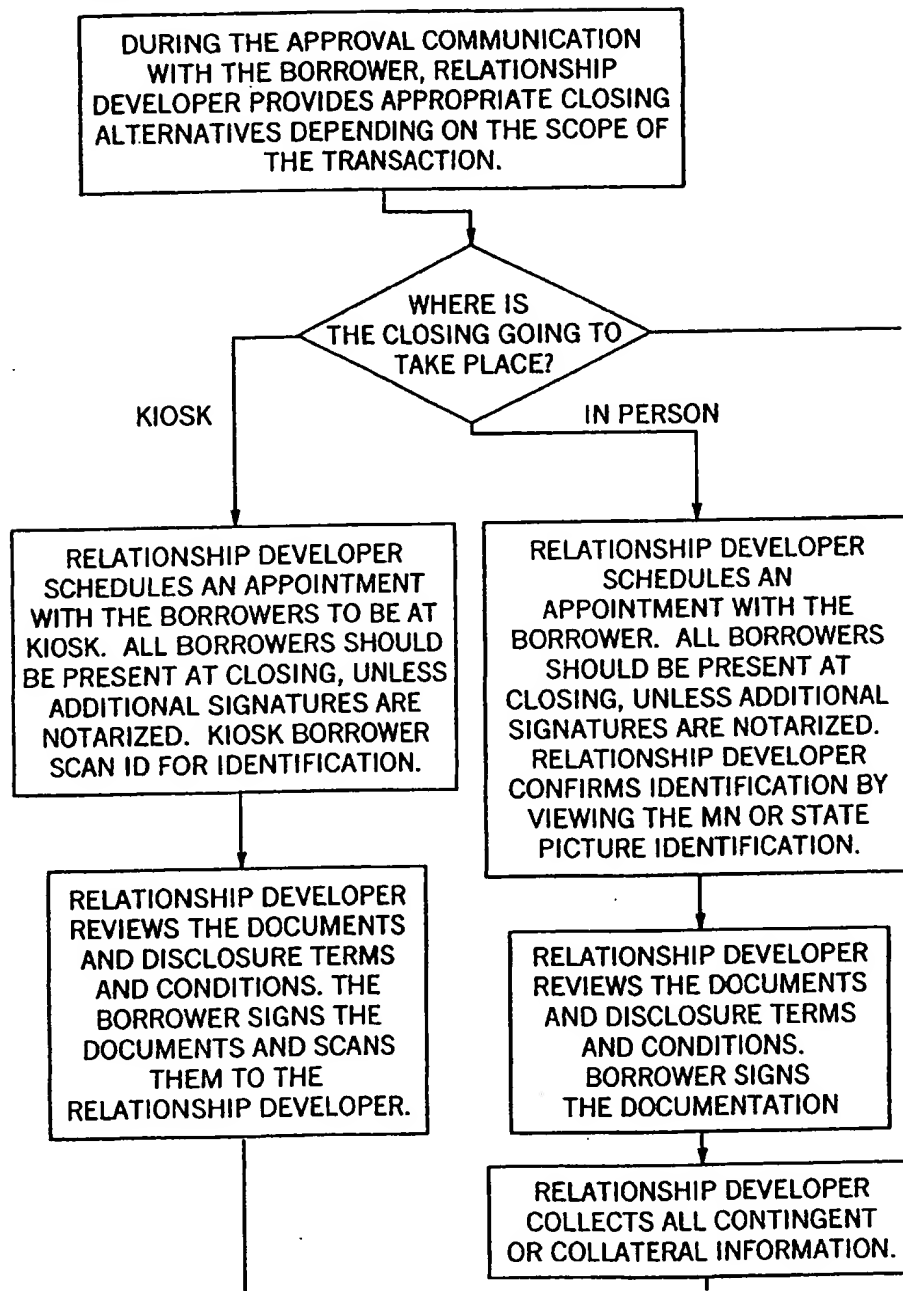 DURING THE APPROVAL COMMUNICATION
WITH THE BORROWER, RELATIONSHIP
DEVELOPER PROVIDES APPROPRIATE CLOSING
ALTERNATIVES DEPENDING ON THE SCOPE OF
THE TRANSACTION.
WHERE IS
THE CLOSING GOING TO
TAKE PLACE?
KIOSK
IN PERSON
RELATIONSHIP DEVELOPER
SCHEDULES AN APPOINTMENT
WITH THE BORROWERS TO BE AT
KIOSK. ALL BORROWERS SHOULD
BE PRESENT AT CLOSING, UNLESS
ADDITIONAL SIGNATURES ARE
NOTARIZED. KIOSK BORROWER
SCAN ID FOR IDENTIFICATION.
RELATIONSHIP DEVELOPER
SCHEDULES AN
APPOINTMENT WITH THE
BORROWER. ALL BORROWERS
SHOULD BE PRESENT AT
CLOSING, UNLESS ADDITIONAL
SIGNATURES ARE NOTARIZED.
RELATIONSHIP DEVELOPER
CONFIRMS IDENTIFICATION BY
VIEWING THE MN OR STATE
PICTURE IDENTIFICATION.
RELATIONSHIP DEVELOPER
REVIEWS THE DOCUMENTS
AND DISCLOSURE TERMS
AND CONDITIONS. THE
BORROWER SIGNS THE
DOCUMENTS AND SCANS
THEM TO THE
RELATIONSHIP DEVELOPER.
RELATIONSHIP DEVELOPER
REVIEWS THE DOCUMENTS
AND DISCLOSURE TERMS
AND CONDITIONS.
BORROWER SIGNS
THE DOCUMENTATION
RELATIONSHIP DEVELOPER
COLLECTS ALL CONTINGENT
OR COLLATERAL INFORMATION.